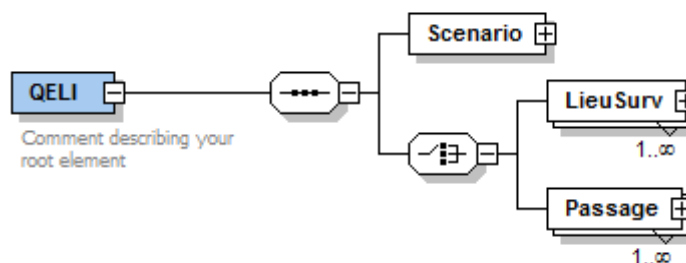 Scenario
QELI
Comment describing your
root element
LieuSurv
1..∞
Passage
1..∞